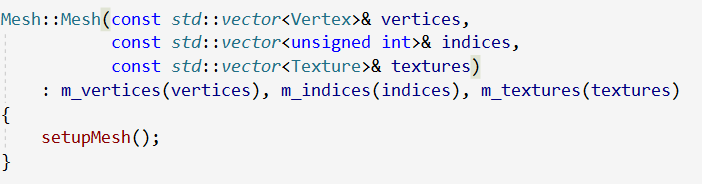 Mesh::Mesh(const std::vector<Vertex>& vertices,
           const std::vector<unsigned int>& indices,
           const std::vector<Texture>& textures)
    : m_vertices(vertices), m_indices(indices), m_textures(textures)
{
    setupMesh();
}